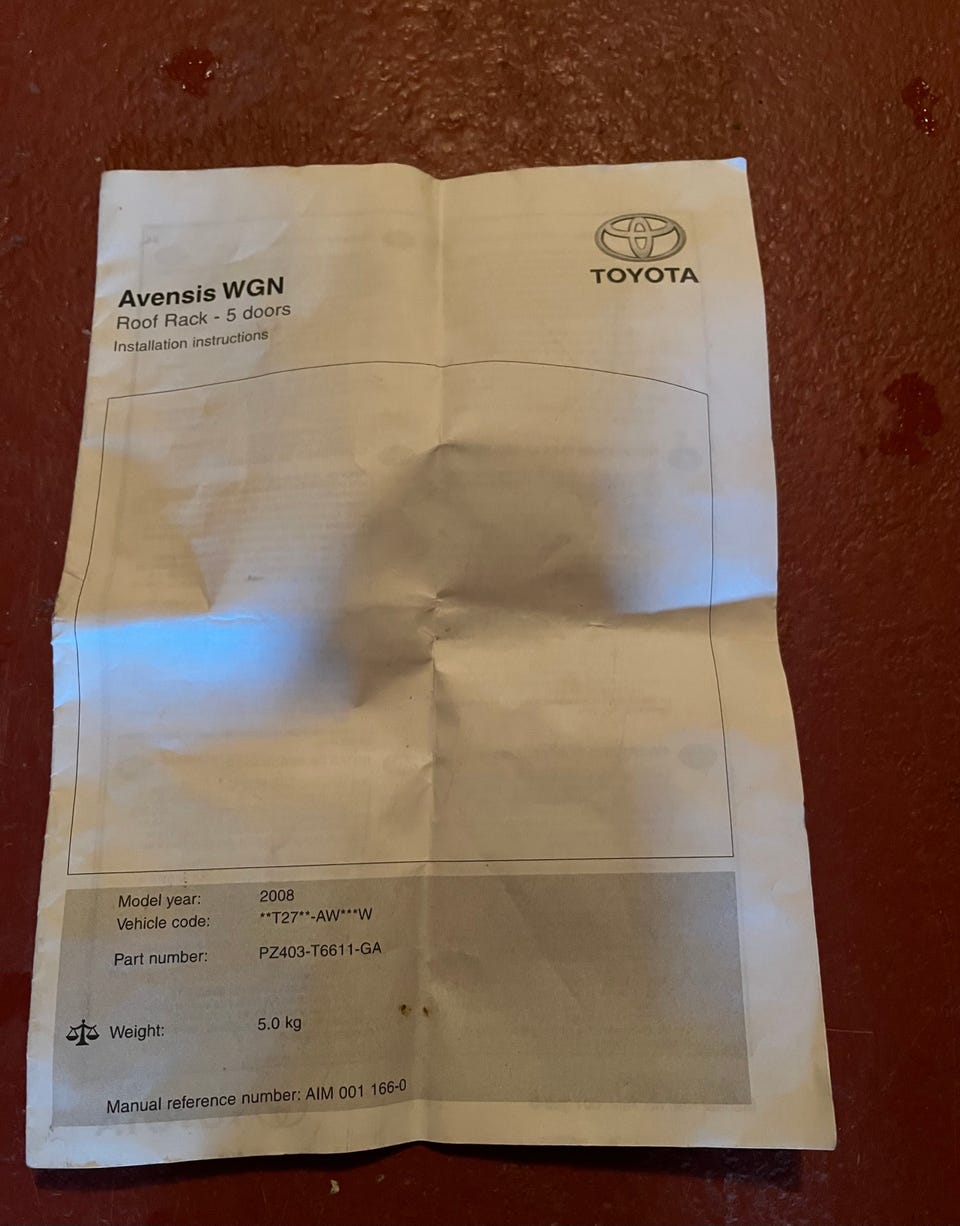 TOYOTA
Avensis WGN
Roof Rack - 5 doors
Installation instructions
Model year: 2008
Vehicle code: **T27**-AW***W
Part number: PZ403-T6611-GA
Weight: 5.0 kg
Manual reference number: AIM 001 166-0